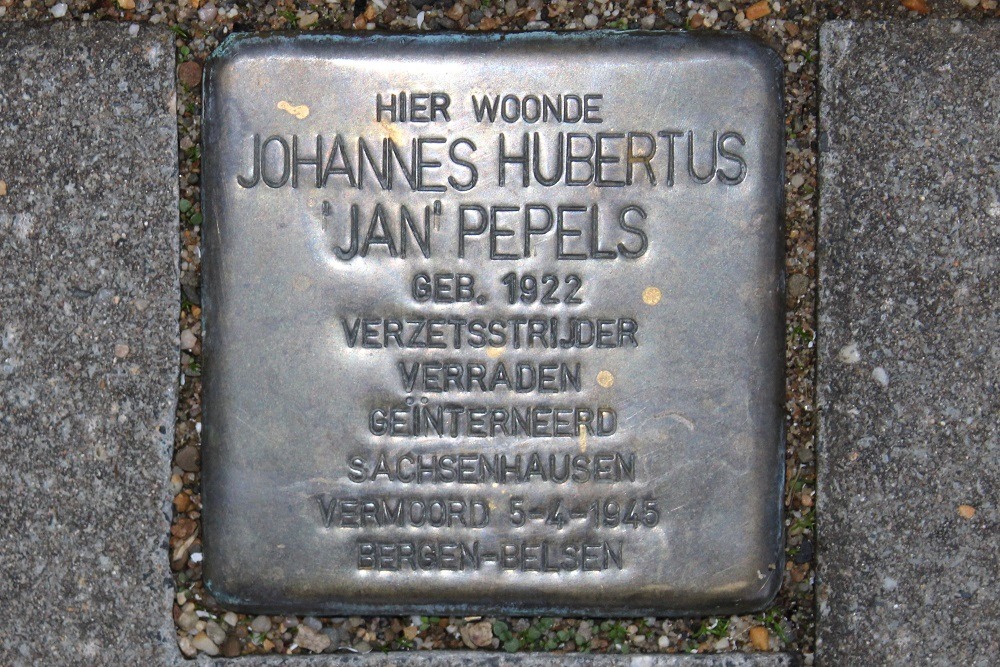 HIER WOONDE
JOHANNES HUBERTUS
'JAN' PEPELS
GEB. 1922
VERZETSSTRIJDER
VERRADEN
GEÏNTERNEERD
SACHSENHAUSEN
VERMOORD 5-4-1945
BERGEN-BELSEN